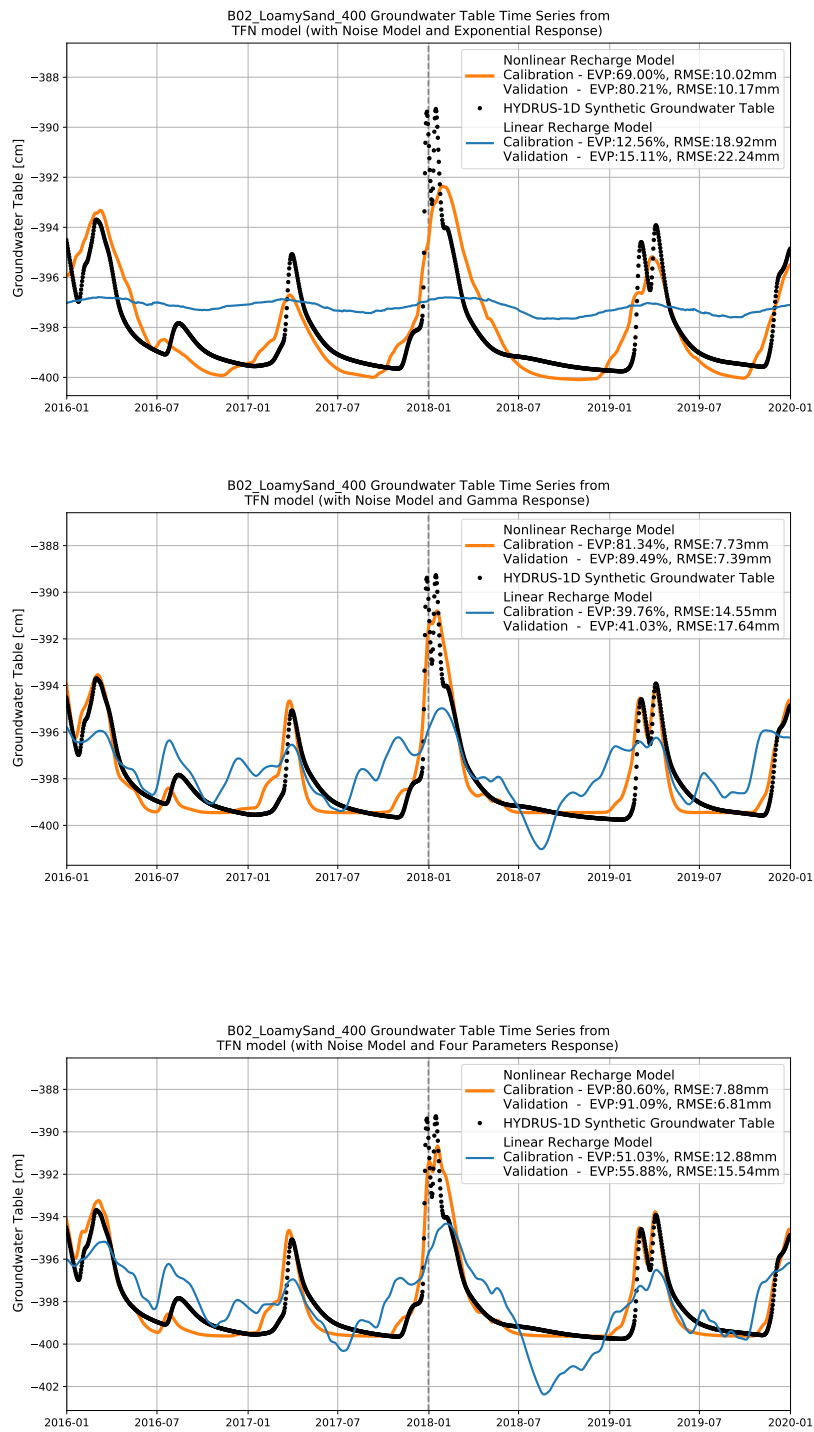 B02_LoamySand_400 Groundwater Table Time Series from
TFN model (with Noise Model and Exponential Response)
Groundwater Table [cm]
−388
−390
−392
−394
−396
−398
−400
Nonlinear Recharge Model
Calibration - EVP:69.00%, RMSE:10.02mm
Validation  -  EVP:80.21%, RMSE:10.17mm
HYDRUS-1D Synthetic Groundwater Table
Linear Recharge Model
Calibration - EVP:12.56%, RMSE:18.92mm
Validation  -  EVP:15.11%, RMSE:22.24mm
2016-01 2016-07 2017-01 2017-07 2018-01 2018-07 2019-01 2019-07 2020-01
B02_LoamySand_400 Groundwater Table Time Series from
TFN model (with Noise Model and Gamma Response)
Groundwater Table [cm]
−388
−390
−392
−394
−396
−398
−400
Nonlinear Recharge Model
Calibration - EVP:81.34%, RMSE:7.73mm
Validation  -  EVP:89.49%, RMSE:7.39mm
HYDRUS-1D Synthetic Groundwater Table
Linear Recharge Model
Calibration - EVP:39.76%, RMSE:14.55mm
Validation  -  EVP:41.03%, RMSE:17.64mm
2016-01 2016-07 2017-01 2017-07 2018-01 2018-07 2019-01 2019-07 2020-01
B02_LoamySand_400 Groundwater Table Time Series from
TFN model (with Noise Model and Four Parameters Response)
Groundwater Table [cm]
−388
−390
−392
−394
−396
−398
−400
−402
Nonlinear Recharge Model
Calibration - EVP:80.60%, RMSE:7.88mm
Validation  -  EVP:91.09%, RMSE:6.81mm
HYDRUS-1D Synthetic Groundwater Table
Linear Recharge Model
Calibration - EVP:51.03%, RMSE:12.88mm
Validation  -  EVP:55.88%, RMSE:15.54mm
2016-01 2016-07 2017-01 2017-07 2018-01 2018-07 2019-01 2019-07 2020-01